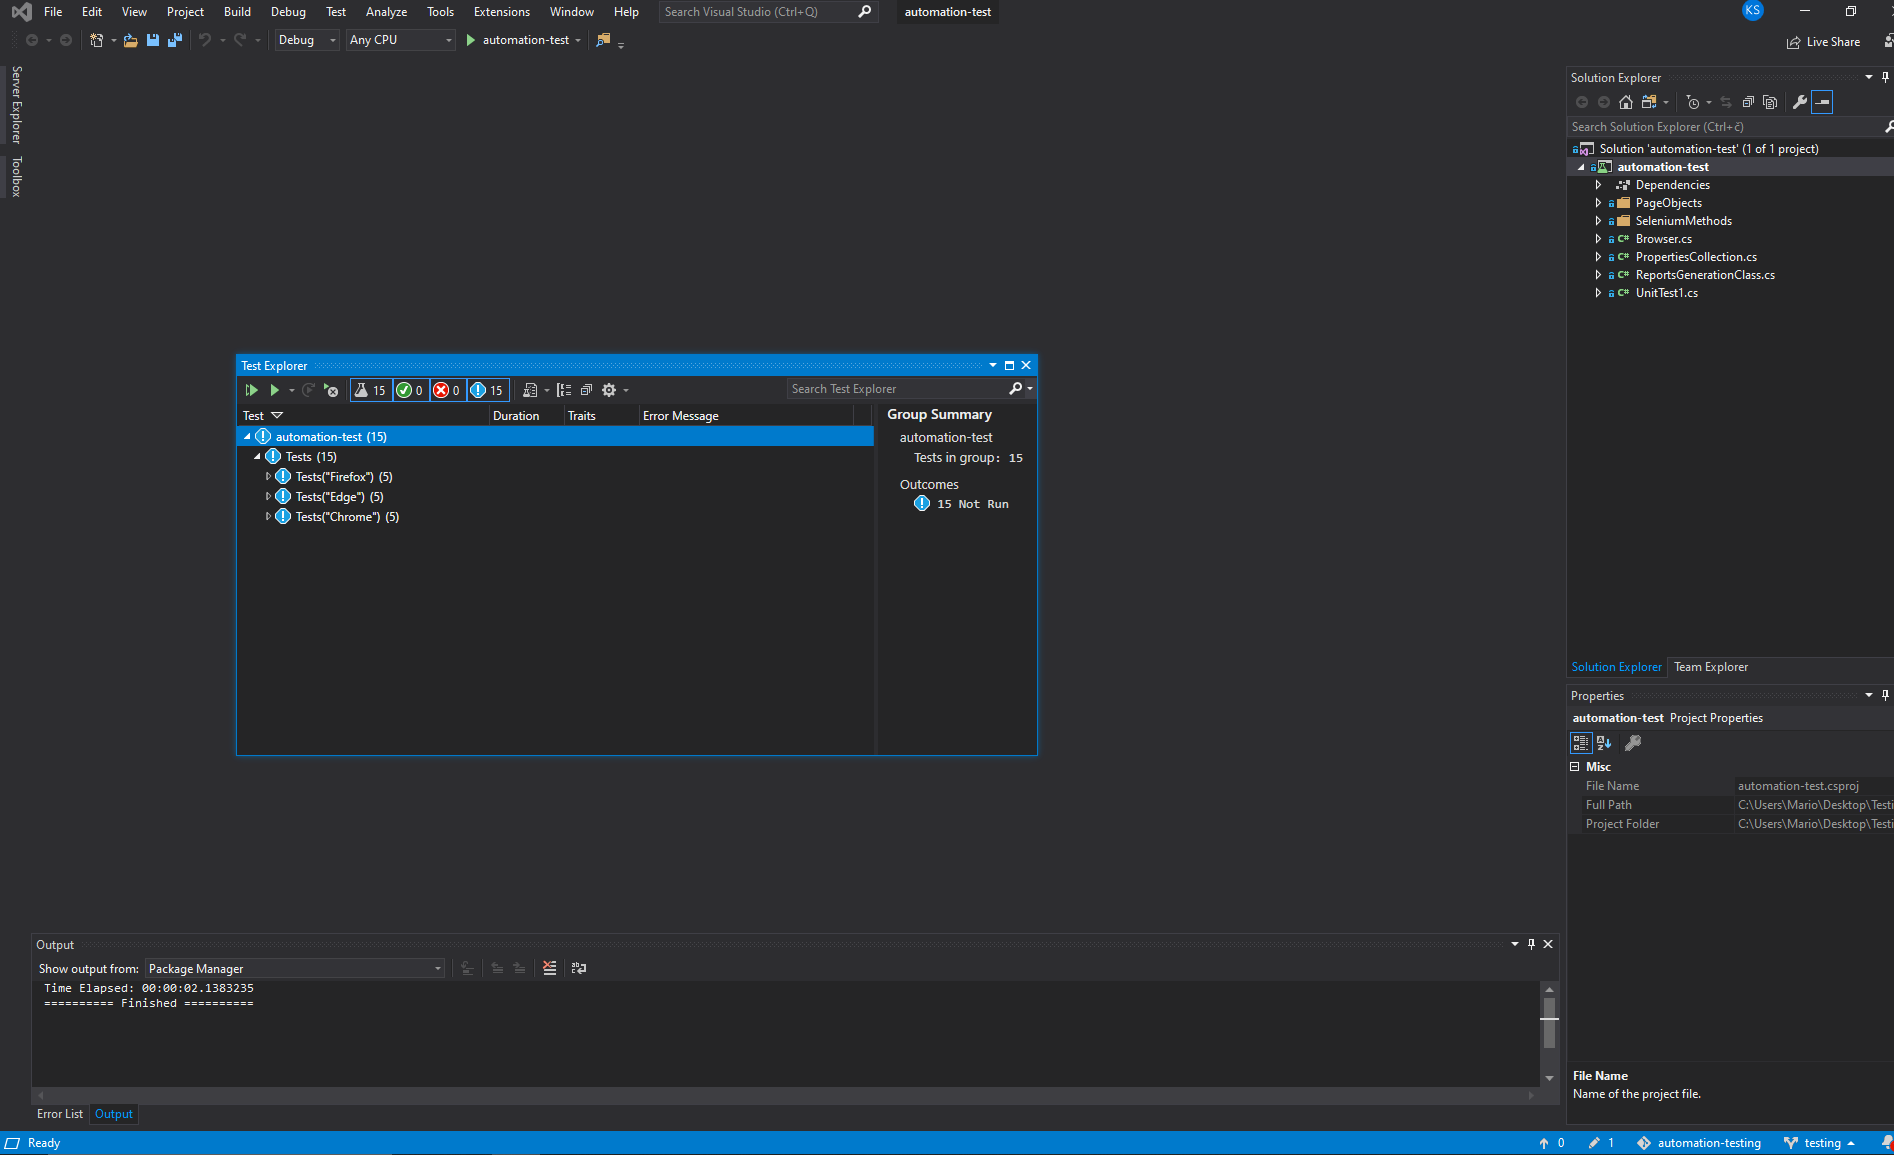 File Edit View Project Build Debug Test Analyze Tools Extensions Window Help Search Visual Studio (Ctrl+Q) automation-test KS
Debug Any CPU automation-test Live Share
Server Explorer
Toolbox
Solution Explorer
Search Solution Explorer (Ctrl+č)
Solution 'automation-test' (1 of 1 project)
automation-test
Dependencies
PageObjects
SeleniumMethods
C# Browser.cs
C# PropertiesCollection.cs
C# ReportsGenerationClass.cs
C# UnitTest1.cs
Test Explorer
15 0 0 15 Search Test Explorer
Test Duration Traits Error Message
automation-test (15)
Tests (15)
Tests("Firefox") (5)
Tests("Edge") (5)
Tests("Chrome") (5)
Group Summary
automation-test
Tests in group: 15
Outcomes
15 Not Run
Solution Explorer Team Explorer
Properties
automation-test Project Properties
Misc
File Name automation-test.csproj
Full Path C:\Users\Mario\Desktop\Testi
Project Folder C:\Users\Mario\Desktop\Testi
File Name
Name of the project file.
Output
Show output from: Package Manager
Time Elapsed: 00:00:02.1383235
========== Finished ==========
Error List Output
Ready 0 1 automation-testing testing